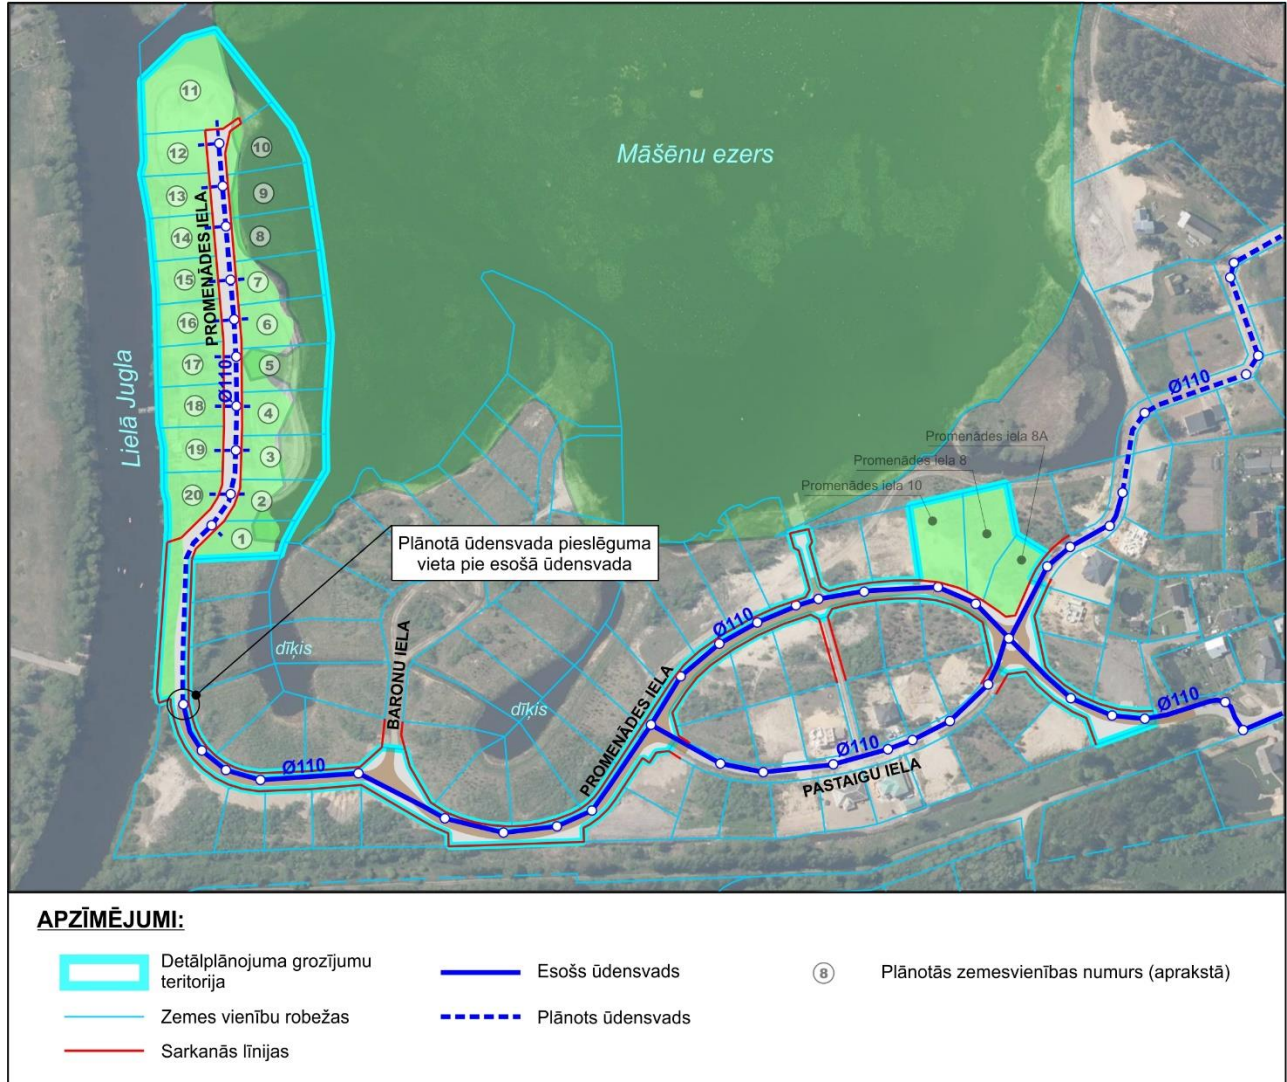 Māšēnu ezers
11
12
10
13
9
14
8
15
7
16
6
17
5
18
4
19
3
20
2
1
PROMENĀDES IELA
Ø110
Lielā Jugla
Plānotā ūdensvada pieslēguma
vieta pie esošā ūdensvada
Promenādes iela 8A
Promenādes iela 8
Promenādes iela 10
Ø110
dīķis
BARONU IELA
dīķis
Ø110
PROMENĀDES IELA
Ø110
Ø110
PASTAIGU IELA
Ø110
APZĪMĒJUMI:
Detālplānojuma grozījumu
teritorija
Zemes vienību robežas
Sarkanās līnijas
Esošs ūdensvads
Plānots ūdensvads
8
Plānotās zemesvienības numurs (aprakstā)